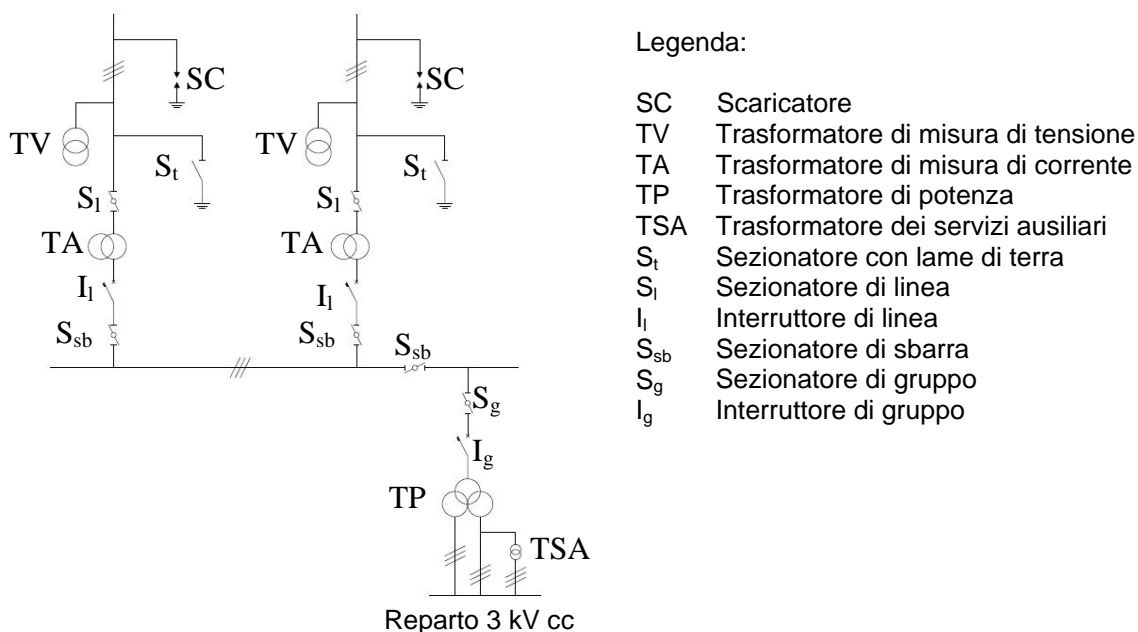 SC
SC
TV
TV
St
St
Sl
Sl
TA
TA
Il
Il
Ssb
Ssb
Ssb
Sg
Ig
TP
TSA
Reparto 3 kV cc
Legenda:
SC Scaricatore
TV Trasformatore di misura di tensione
TA Trasformatore di misura di corrente
TP Trasformatore di potenza
TSA Trasformatore dei servizi ausiliari
St Sezionatore con lame di terra
Sl Sezionatore di linea
Il Interruttore di linea
Ssb Sezionatore di sbarra
Sg Sezionatore di gruppo
Ig Interruttore di gruppo